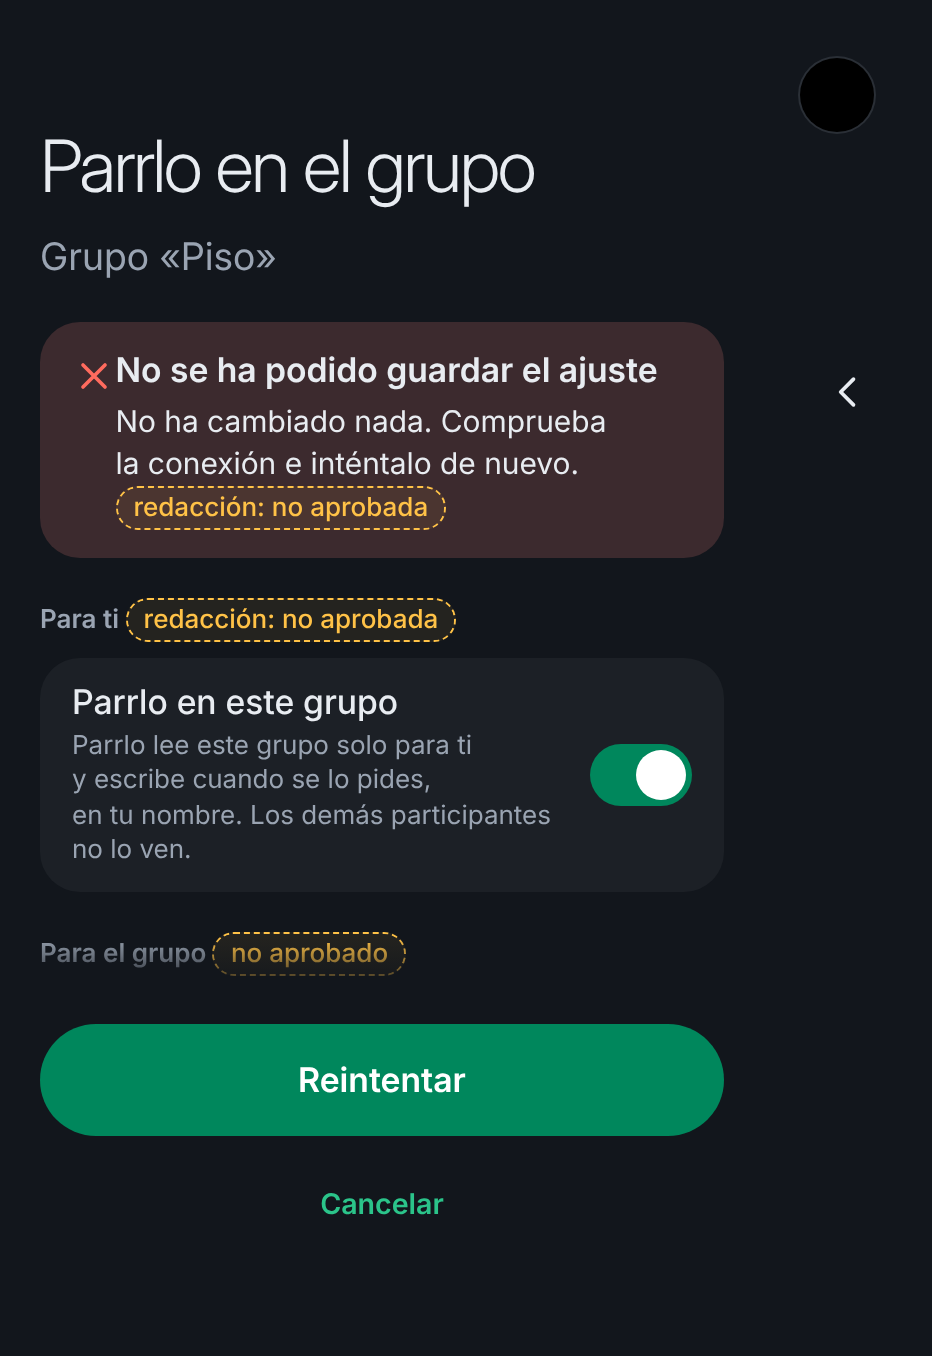 Parrlo en el grupo
Grupo «Piso»
No se ha podido guardar el ajuste
No ha cambiado nada. Comprueba
la conexión e inténtalo de nuevo.
redacción: no aprobada
Para ti redacción: no aprobada
Parrlo en este grupo
Parrlo lee este grupo solo para ti
y escribe cuando se lo pides,
en tu nombre. Los demás participantes
no lo ven.
Para el grupo no aprobado
Reintentar
Cancelar